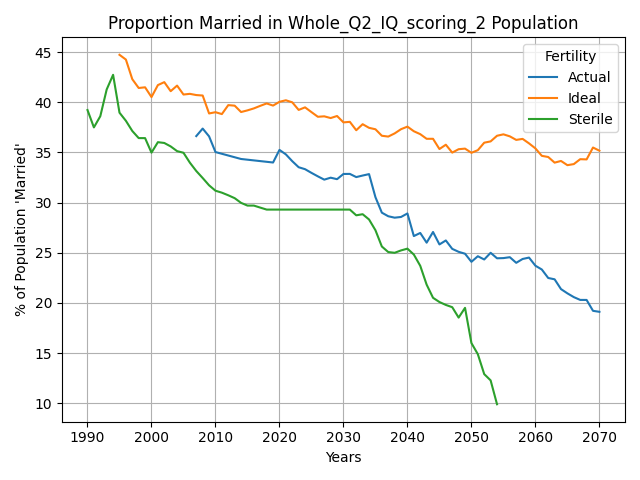 Proportion Married in Whole_Q2_IQ_scoring_2 Population
% of Population 'Married'
45
40
35
30
25
20
15
10
Fertility
Actual
Ideal
Sterile
1990 2000 2010 2020 2030 2040 2050 2060 2070
Years